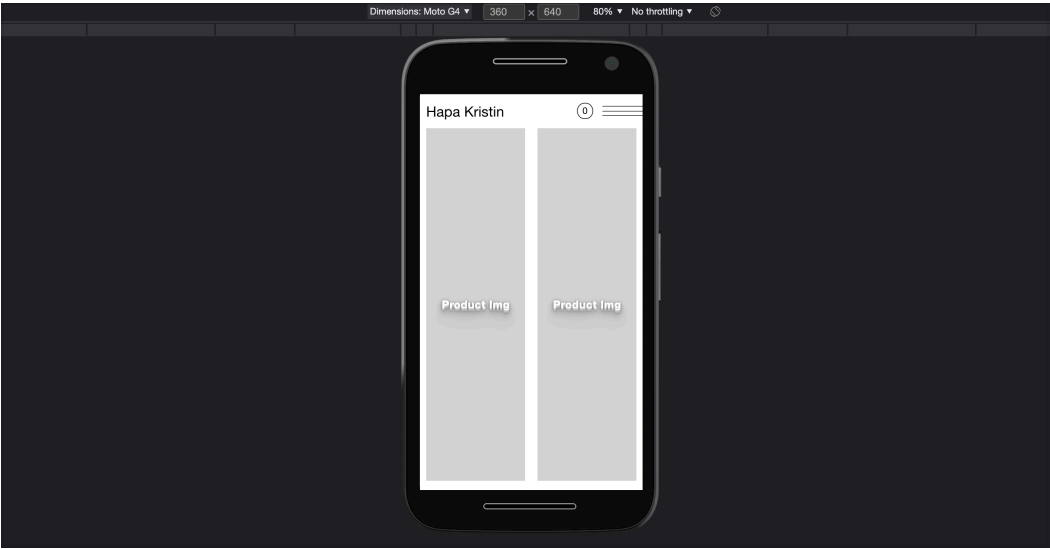 Dimensions: Moto G4 ▼ 360 × 640 80% ▼ No throttling ▼
Hapa Kristin 0
Product Img Product Img